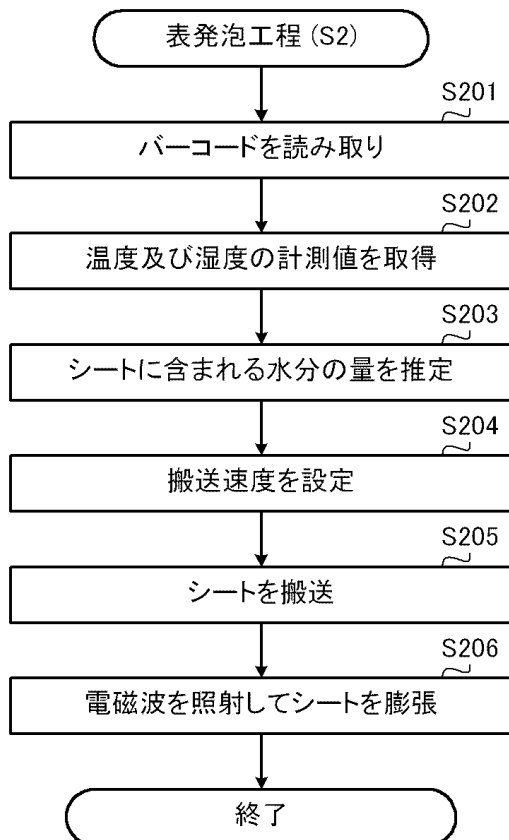 表発泡工程(S2)
S201
バーコードを読み取り
S202
温度及び湿度の計測値を取得
S203
シートに含まれる水分の量を推定
S204
搬送速度を設定
S205
シートを搬送
S206
電磁波を照射してシートを膨張
終了